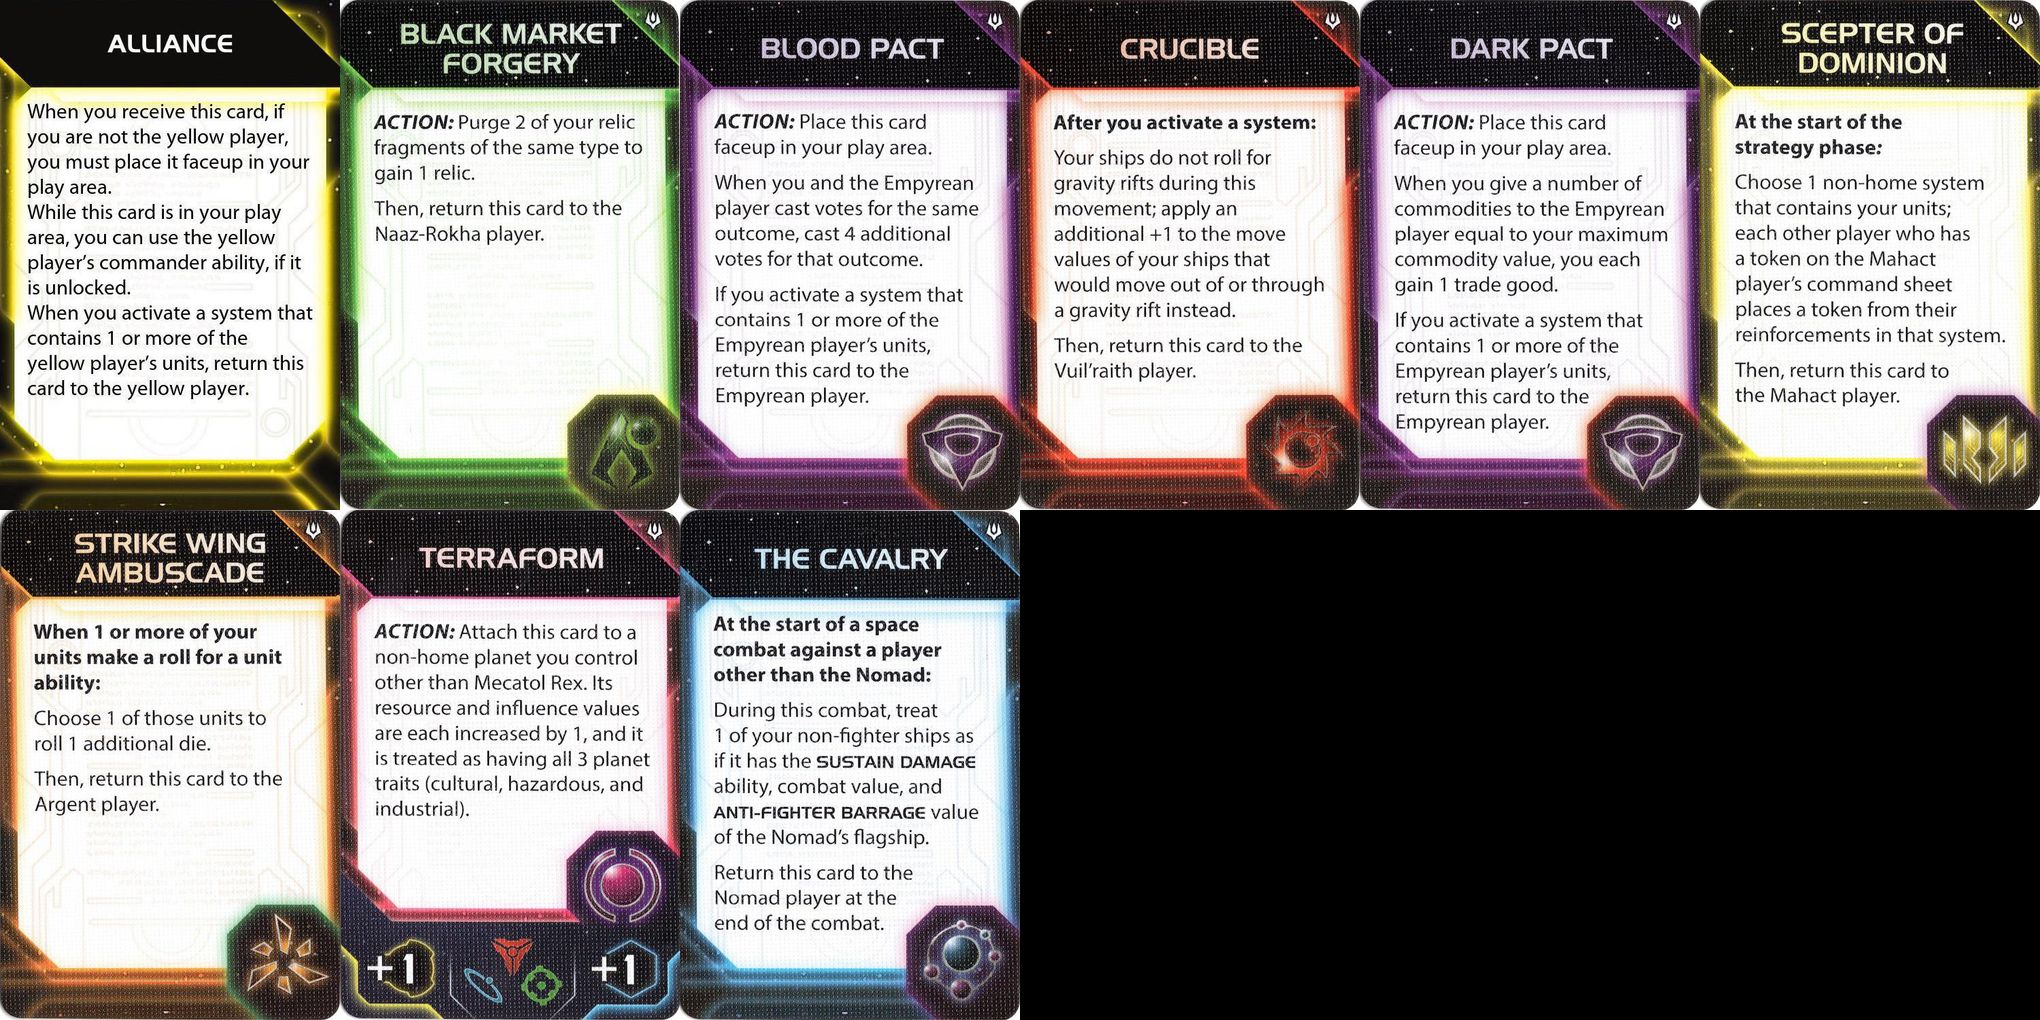 ALLIANCE
When you receive this card, if
you are not the yellow player,
you must place it faceup in your
play area.
While this card is in your play
area, you can use the yellow
player's commander ability, if it
is unlocked.
When you activate a system that
contains 1 or more of the
yellow player's units, return this
card to the yellow player.
BLACK MARKET
FORGERY
ACTION: Purge 2 of your relic
fragments of the same type to
gain 1 relic.
Then, return this card to the
Naaz-Rokha player.
BLOOD PACT
ACTION: Place this card
faceup in your play area.
When you and the Empyrean
player cast votes for the same
outcome, cast 4 additional
votes for that outcome.
If you activate a system that
contains 1 or more of the
Empyrean player's units,
return this card to the
Empyrean player.
CRUCIBLE
After you activate a system:
Your ships do not roll for
gravity rifts during this
movement; apply an
additional +1 to the move
values of your ships that
would move out of or through
a gravity rift instead.
Then, return this card to the
Vuil'raith player.
DARK PACT
ACTION: Place this card
faceup in your play area.
When you give a number of
commodities to the Empyrean
player equal to your maximum
commodity value, you each
gain 1 trade good.
If you activate a system that
contains 1 or more of the
Empyrean player's units,
return this card to the
Empyrean player.
SCEPTER OF
DOMINION
At the start of the
strategy phase:
Choose 1 non-home system
that contains your units;
each other player who has
a token on the Mahact
player's command sheet
places a token from their
reinforcements in that system.
Then, return this card to
the Mahact player.
STRIKE WING
AMBUSCADE
When 1 or more of your
units make a roll for a unit
ability:
Choose 1 of those units to
roll 1 additional die.
Then, return this card to the
Argent player.
TERRAFORM
ACTION: Attach this card to a
non-home planet you control
other than Mecatol Rex. Its
resource and influence values
are each increased by 1, and it
is treated as having all 3 planet
traits (cultural, hazardous, and
industrial).
+1
+1
THE CAVALRY
At the start of a space
combat against a player
other than the Nomad:
During this combat, treat
1 of your non-fighter ships as
if it has the SUSTAIN DAMAGE
ability, combat value, and
ANTI-FIGHTER BARRAGE value
of the Nomad's flagship.
Return this card to the
Nomad player at the
end of the combat.